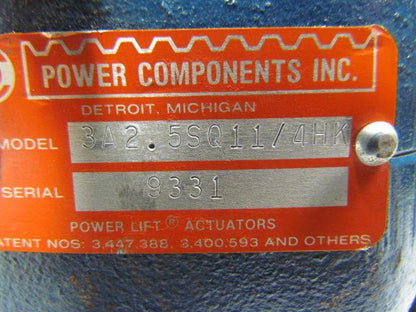 POWER COMPONENTS INC.
DETROIT, MICHIGAN
MODEL 3A2.5SQ11/4HK
SERIAL 9331
POWER LIFT® ACTUATORS
ATENT NOS: 3.447.388, 3.400.593 AND OTHERS